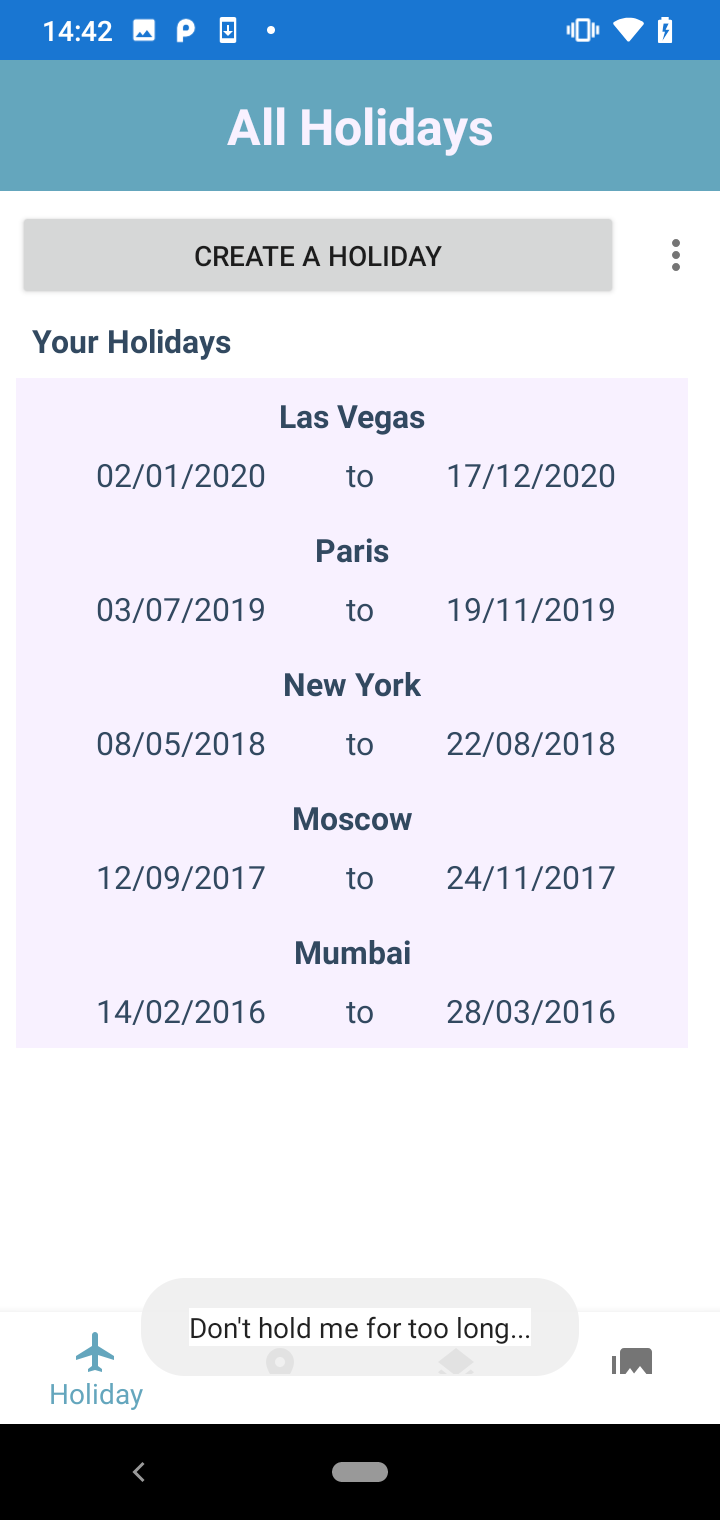 14:42
All Holidays
CREATE A HOLIDAY
Your Holidays
Las Vegas
02/01/2020 to 17/12/2020
Paris
03/07/2019 to 19/11/2019
New York
08/05/2018 to 22/08/2018
Moscow
12/09/2017 to 24/11/2017
Mumbai
14/02/2016 to 28/03/2016
Don't hold me for too long...
Holiday